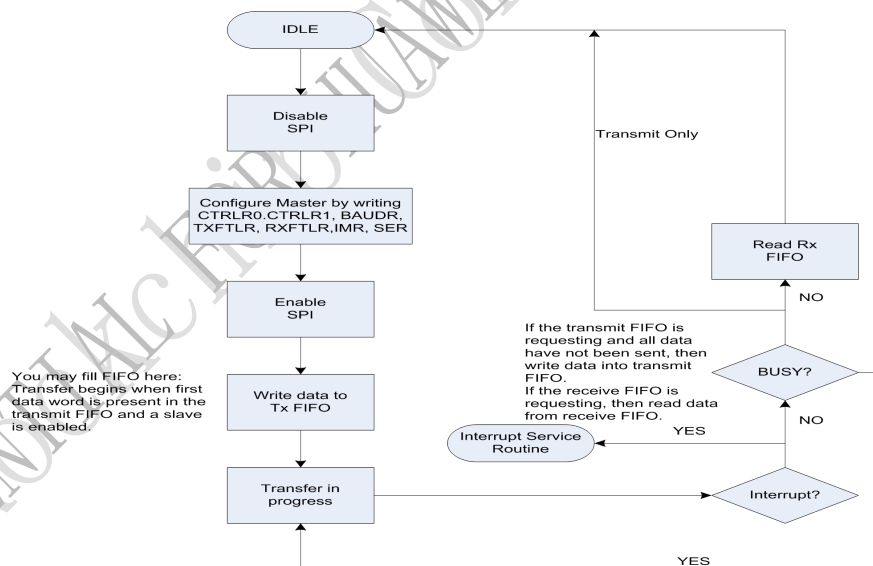 IDLE
Disable
SPI
Transmit Only
Configure Master by writing
CTRLR0.CTRLR1, BAUDR,
TXFTLR, RXFTLR,IMR, SER
Read Rx
FIFO
NO
Enable
SPI
If the transmit FIFO is
requesting and all data
have not been sent, then
write data into transmit
FIFO.
If the receive FIFO is
requesting, then read data
from receive FIFO.
BUSY?
You may fill FIFO here:
Transfer begins when first
data word is present in the
transmit FIFO and a slave
is enabled.
Write data to
Tx FIFO
NO
YES
Interrupt Service
Routine
Transfer in
progress
Interrupt?
YES